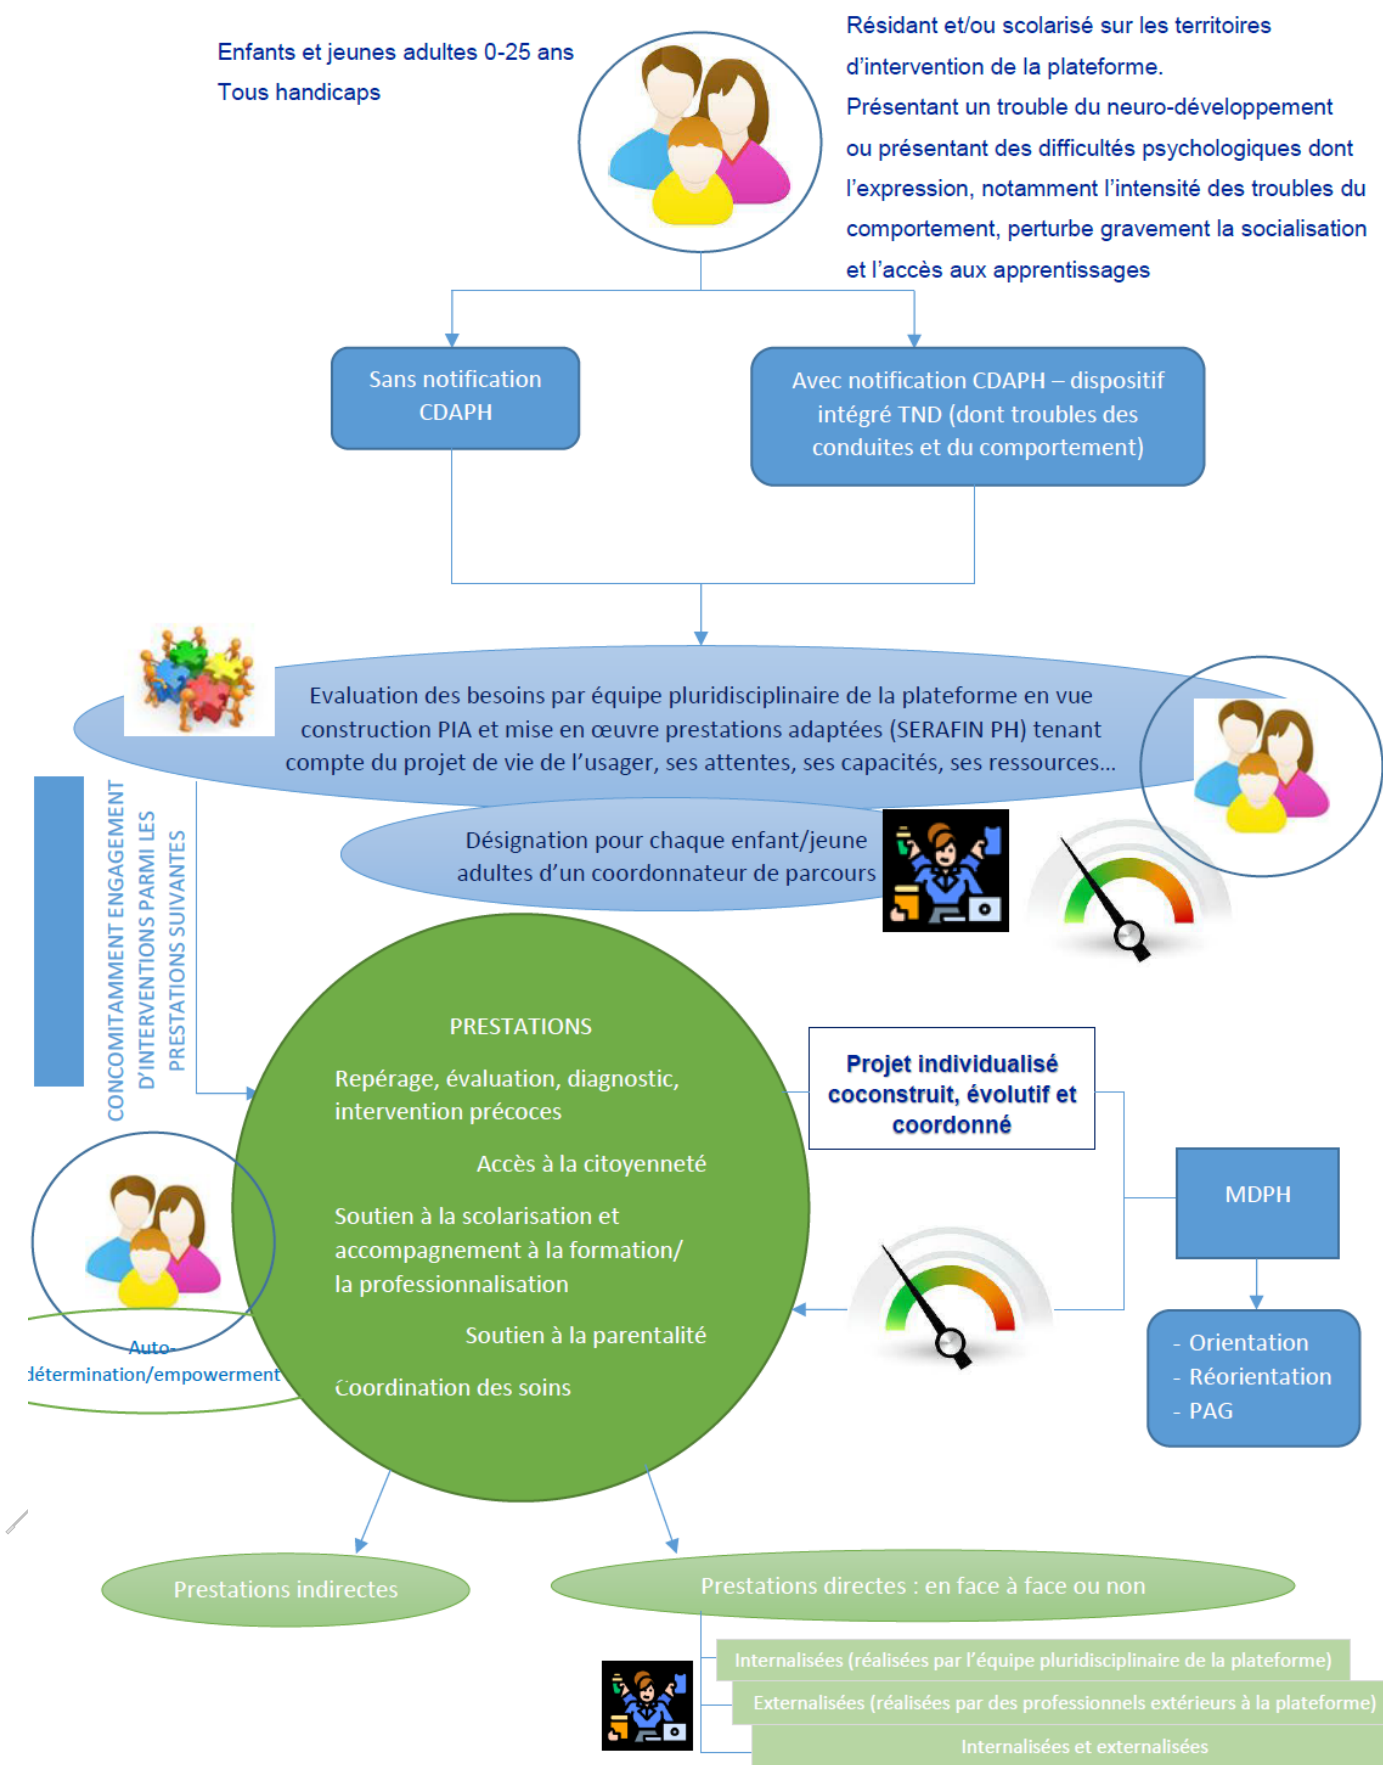 Enfants et jeunes adultes 0-25 ans
Tous handicaps
Résidant et/ou scolarisé sur les territoires
d’intervention de la plateforme.
Présentant un trouble du neuro-développement
ou présentant des difficultés psychologiques dont
l’expression, notamment l’intensité des troubles du
comportement, perturbe gravement la socialisation
et l’accès aux apprentissages
Sans notification
CDAPH
Avec notification CDAPH – dispositif
intégré TND (dont troubles des
conduites et du comportement)
Evaluation des besoins par équipe pluridisciplinaire de la plateforme en vue
construction PIA et mise en œuvre prestations adaptées (SERAFIN PH) tenant
compte du projet de vie de l’usager, ses attentes, ses capacités, ses ressources…
Désignation pour chaque enfant/jeune
adultes d’un coordonnateur de parcours
CONCOMITAMMENT ENGAGEMENT
D’INTERVENTIONS PARMI LES
PRESTATIONS SUIVANTES
PRESTATIONS
Repérage, évaluation, diagnostic,
intervention précoces
Accès à la citoyenneté
Soutien à la scolarisation et
accompagnement à la formation/
la professionnalisation
Soutien à la parentalité
Coordination des soins
Projet individualisé
coconstruit, évolutif et
coordonné
MDPH
- Orientation
- Réorientation
- PAG
Auto-
détermination/empowerment
Prestations indirectes
Prestations directes : en face à face ou non
Internalisées (réalisées par l’équipe pluridisciplinaire de la plateforme)
Externalisées (réalisées par des professionnels extérieurs à la plateforme)
Internalisées et externalisées